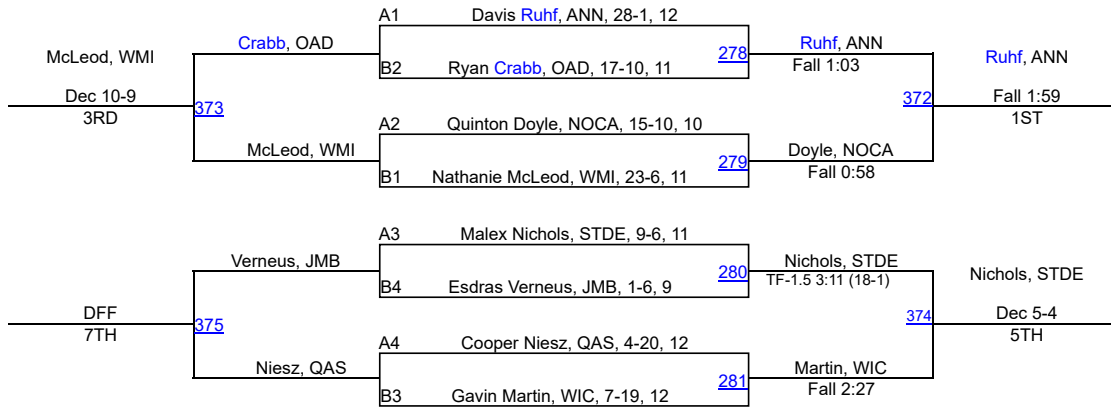 A1
Davis Ruhf, ANN, 28-1, 12
McLeod, WMI
Crabb, OAD
278
Ruhf, ANN
Ruhf, ANN
B2
Ryan Crabb, OAD, 17-10, 11
Fall 1:03
Dec 10-9
373
372
Fall 1:59
3RD
1ST
A2
Quinton Doyle, NOCA, 15-10, 10
McLeod, WMI
279
Doyle, NOCA
B1
Nathanie McLeod, WMI, 23-6, 11
Fall 0:58
A3
Malex Nichols, STDE, 9-6, 11
Verneus, JMB
280
Nichols, STDE
Nichols, STDE
B4
Esdras Verneus, JMB, 1-6, 9
TF-1.5 3:11 (18-1)
DFF
375
374
Dec 5-4
7TH
5TH
A4
Cooper Niesz, QAS, 4-20, 12
Niesz, QAS
281
Martin, WIC
B3
Gavin Martin, WIC, 7-19, 12
Fall 2:27